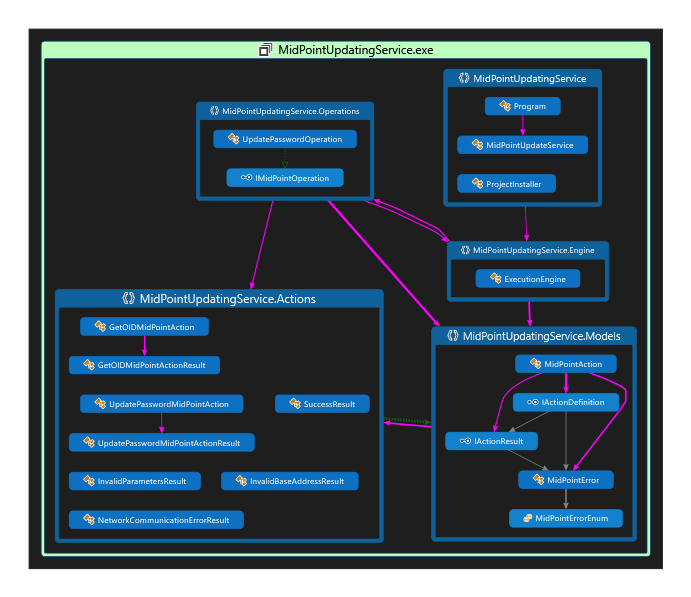 MidPointUpdatingService.exe
MidPointUpdatingService
Program
MidPointUpdateService
ProjectInstaller
MidPointUpdatingService.Operations
UpdatePasswordOperation
IMidPointOperation
MidPointUpdatingService.Engine
ExecutionEngine
MidPointUpdatingService.Actions
GetOIDMidPointAction
GetOIDMidPointActionResult
UpdatePasswordMidPointAction
SuccessResult
UpdatePasswordMidPointActionResult
InvalidParametersResult
InvalidBaseAddressResult
NetworkCommunicationErrorResult
MidPointUpdatingService.Models
MidPointAction
IActionDefinition
IActionResult
MidPointError
MidPointErrorEnum